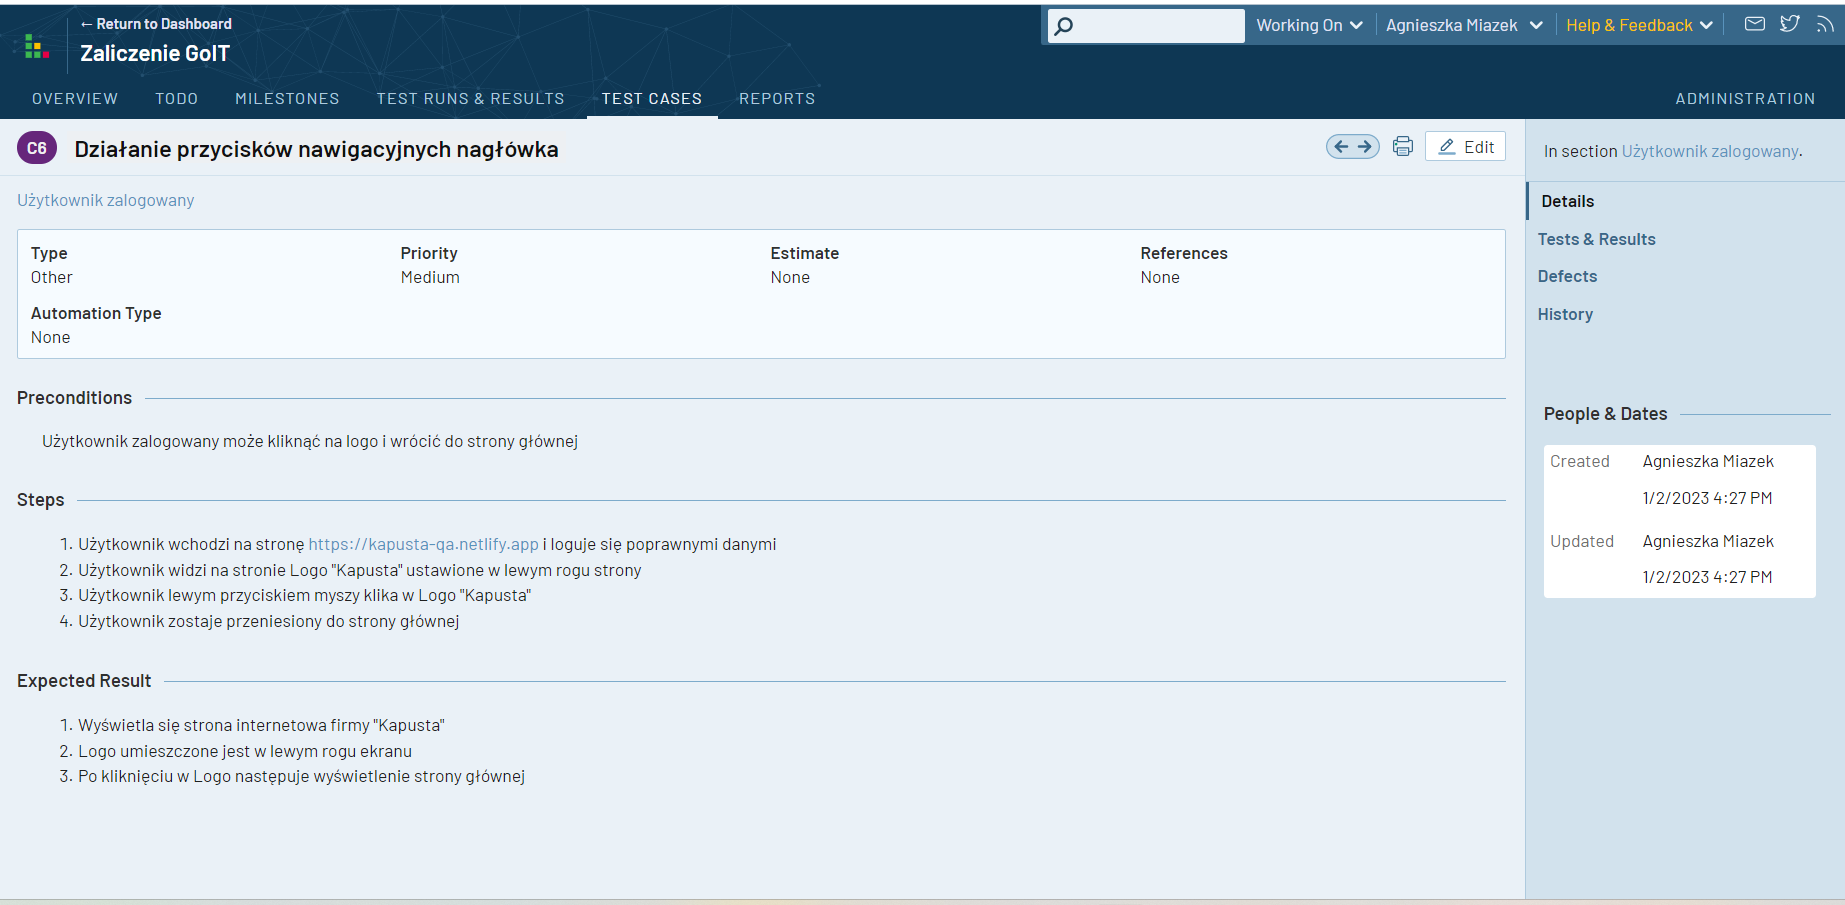 ← Return to Dashboard
Zaliczenie GoIT
Working On
Agnieszka Miazek
Help & Feedback
OVERVIEW
TODO
MILESTONES
TEST RUNS & RESULTS
TEST CASES
REPORTS
ADMINISTRATION
C6
Działanie przycisków nawigacyjnych nagłówka
Edit
In section Użytkownik zalogowany.
Użytkownik zalogowany
Type
Other
Priority
Medium
Estimate
None
References
None
Automation Type
None
Preconditions
Użytkownik zalogowany może kliknąć na logo i wrócić do strony głównej
Steps
1. Użytkownik wchodzi na stronę https://kapusta-qa.netlify.app i loguje się poprawnymi danymi
2. Użytkownik widzi na stronie Logo "Kapusta" ustawione w lewym rogu strony
3. Użytkownik lewym przyciskiem myszy klika w Logo "Kapusta"
4. Użytkownik zostaje przeniesiony do strony głównej
Expected Result
1. Wyświetla się strona internetowa firmy "Kapusta"
2. Logo umieszczone jest w lewym rogu ekranu
3. Po kliknięciu w Logo następuje wyświetlenie strony głównej
Details
Tests & Results
Defects
History
People & Dates
Created
Agnieszka Miazek
1/2/2023 4:27 PM
Updated
Agnieszka Miazek
1/2/2023 4:27 PM